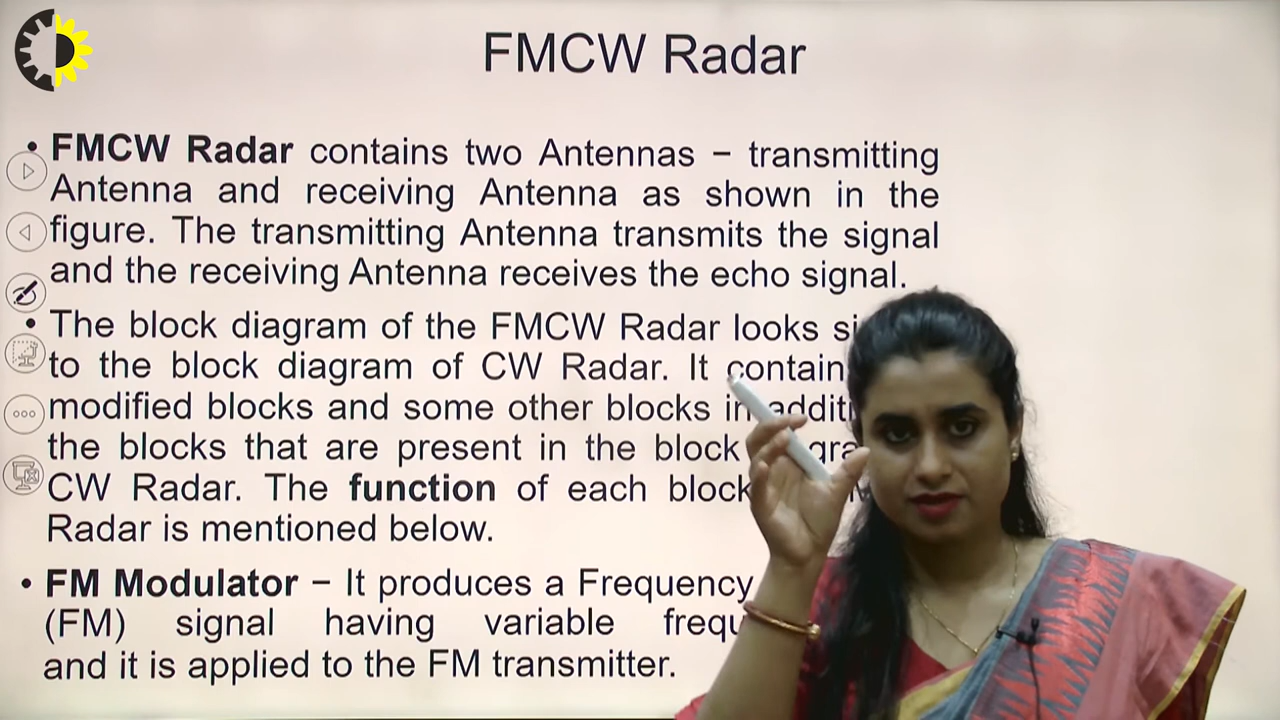 FMCW Radar
• FMCW Radar contains two Antennas − transmitting
Antenna and receiving Antenna as shown in the
figure. The transmitting Antenna transmits the signal
and the receiving Antenna receives the echo signal.
• The block diagram of the FMCW Radar looks
to the block diagram of CW Radar. It
modified blocks and some other blocks in
the blocks that are present in the block
CW Radar. The function of each block
Radar is mentioned below.
• FM Modulator − It produces a Frequency
(FM) signal having variable
and it is applied to the FM transmitter.